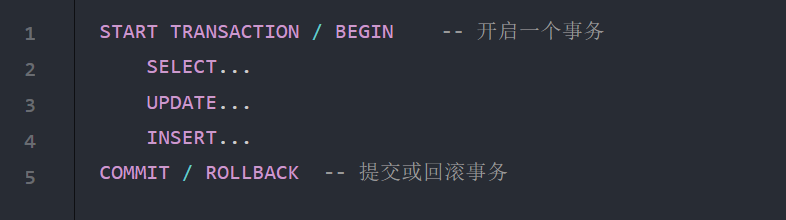 1 START TRANSACTION / BEGIN -- 开启一个事务
2 SELECT...
3 UPDATE...
4 INSERT...
5 COMMIT / ROLLBACK -- 提交或回滚事务